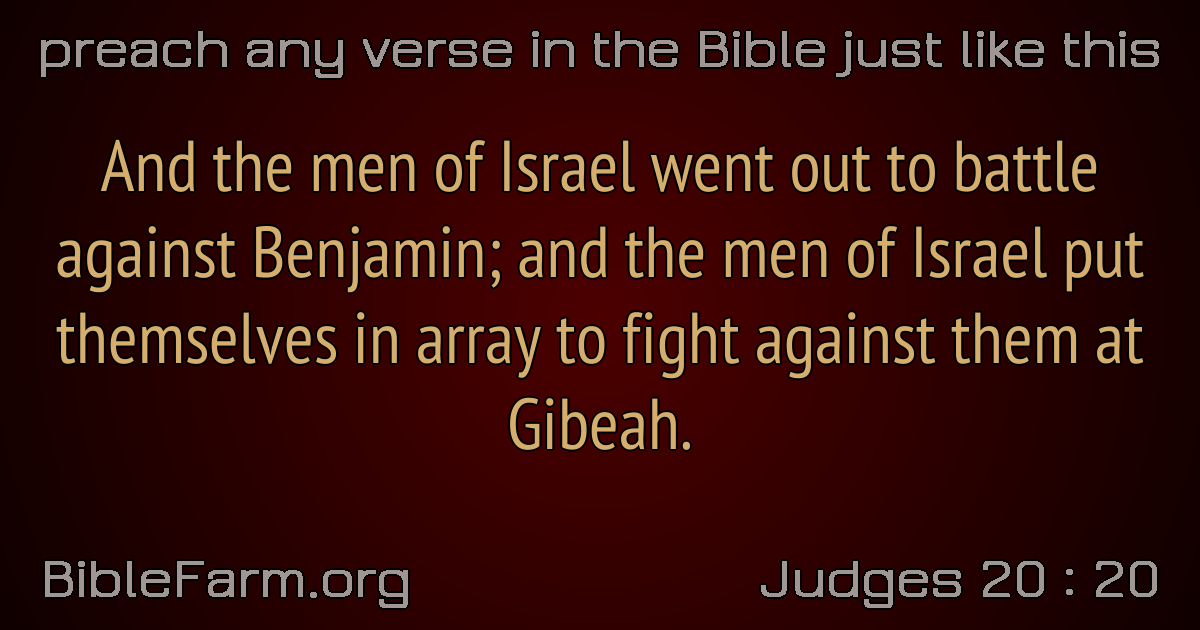 preach any verse in the Bible just like this
And the men of Israel went out to battle
against Benjamin; and the men of Israel put
themselves in array to fight against them at
Gibeah.
BibleFarm.org
Judges 20 : 20